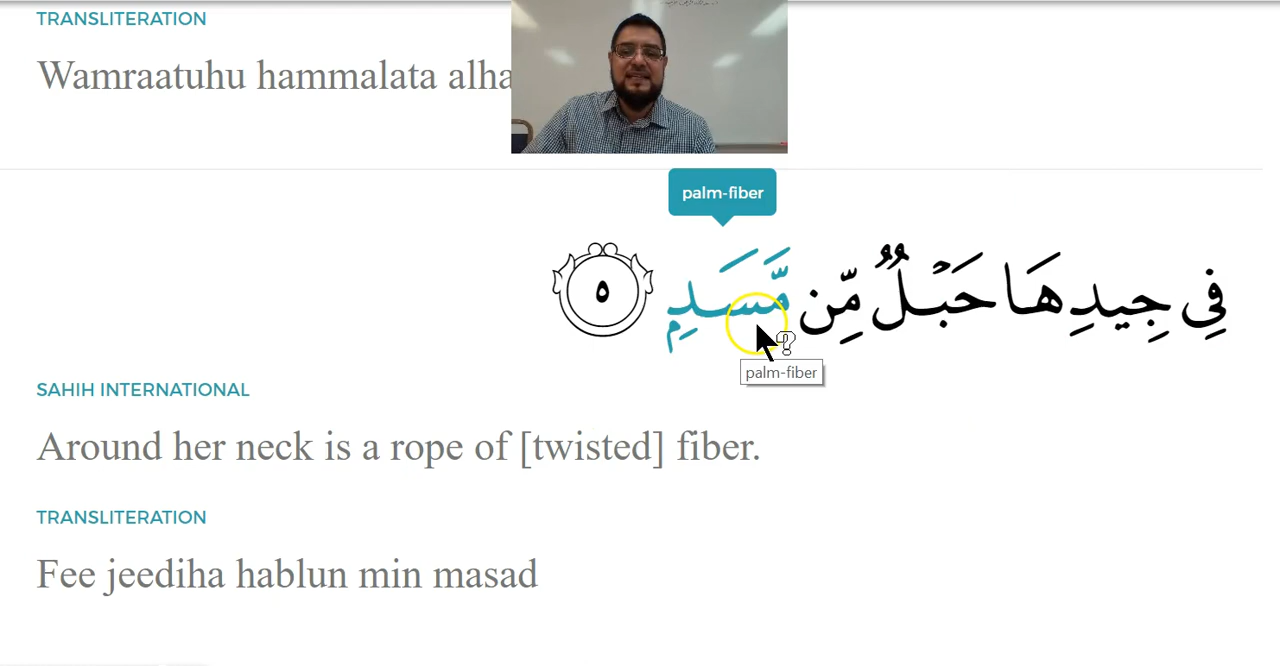 TRANSLITERATION
Wamraatuhu hammalata alha
palm-fiber
فِي جِيدِهَا حَبْلٌ مِّن مَّسَدٍ ٥
palm-fiber
SAHIH INTERNATIONAL
Around her neck is a rope of [twisted] fiber.
TRANSLITERATION
Fee jeediha hablun min masad